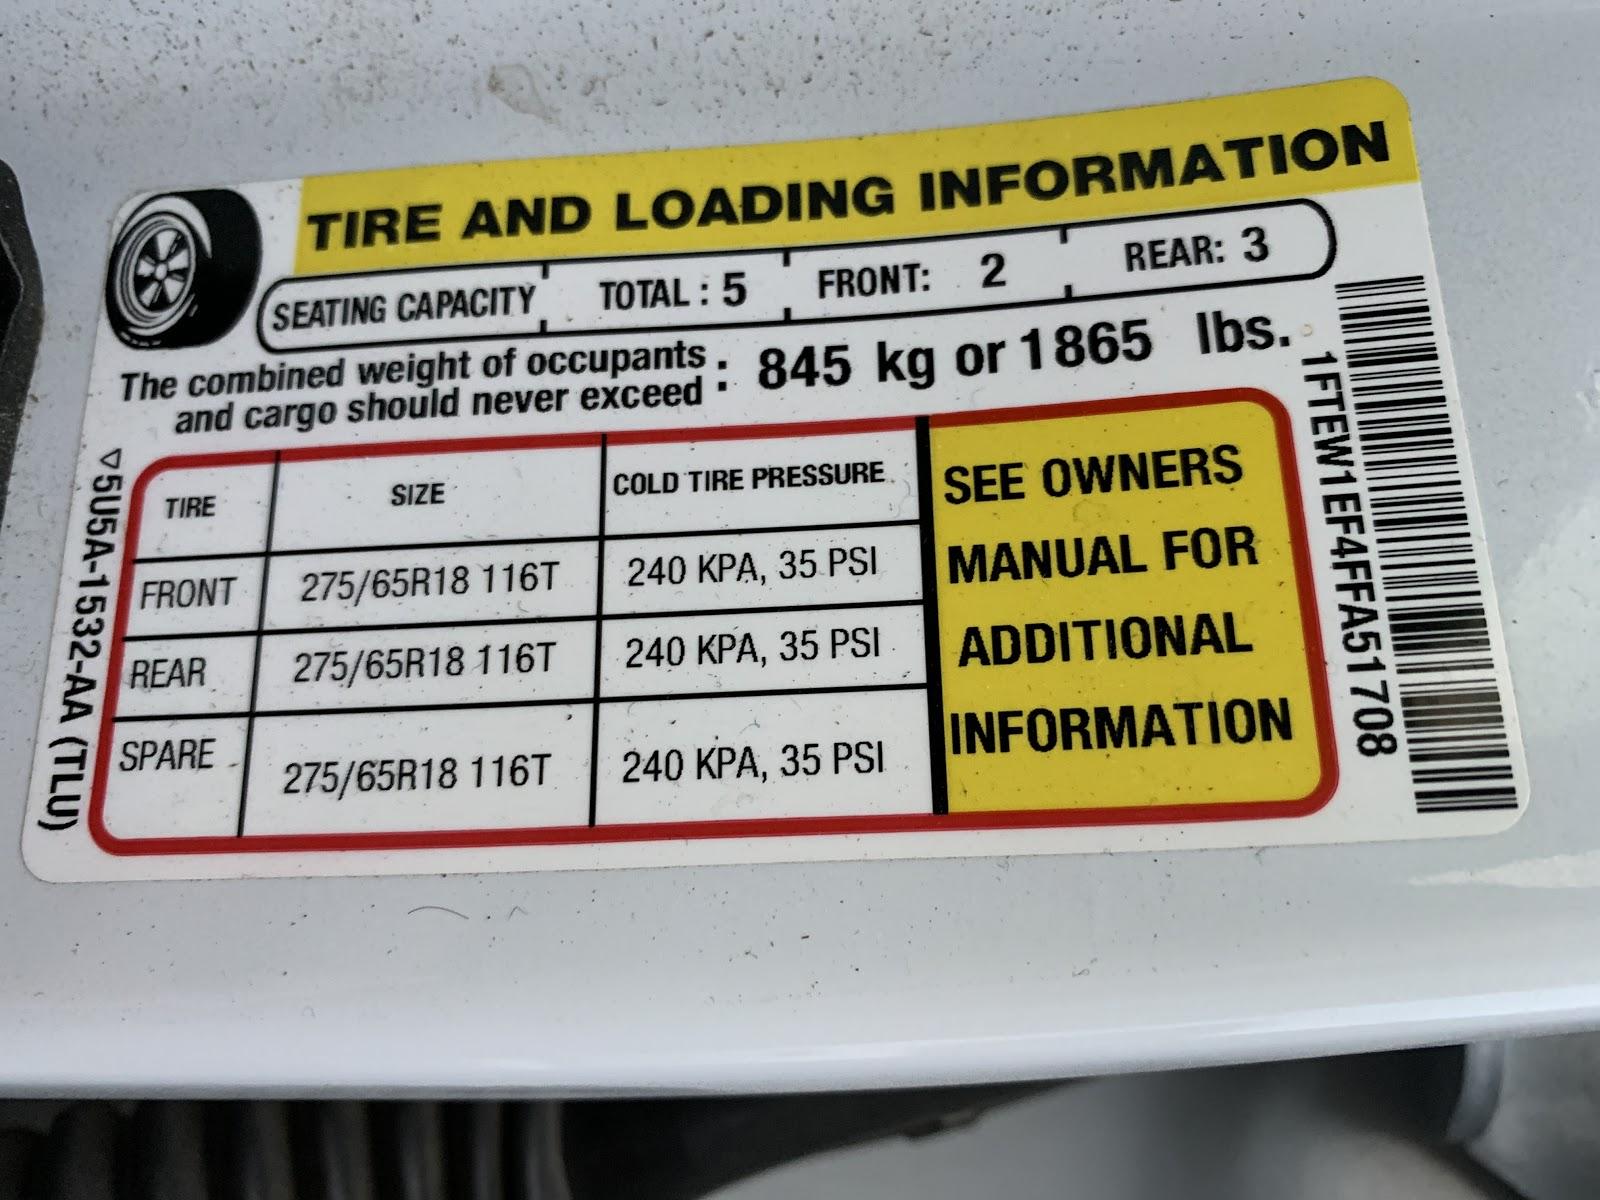 TIRE AND LOADING INFORMATION
SEATING CAPACITY TOTAL : 5 FRONT: 2 REAR: 3
The combined weight of occupants
and cargo should never exceed : 845 kg or 1865 lbs.
TIRE SIZE COLD TIRE PRESSURE
FRONT 275/65R18 116T 240 KPA, 35 PSI
REAR 275/65R18 116T 240 KPA, 35 PSI
SPARE 275/65R18 116T 240 KPA, 35 PSI
SEE OWNERS
MANUAL FOR
ADDITIONAL
INFORMATION
▽5U5A-1532-AA (TLU)
1FTEW1EF4FFA51708